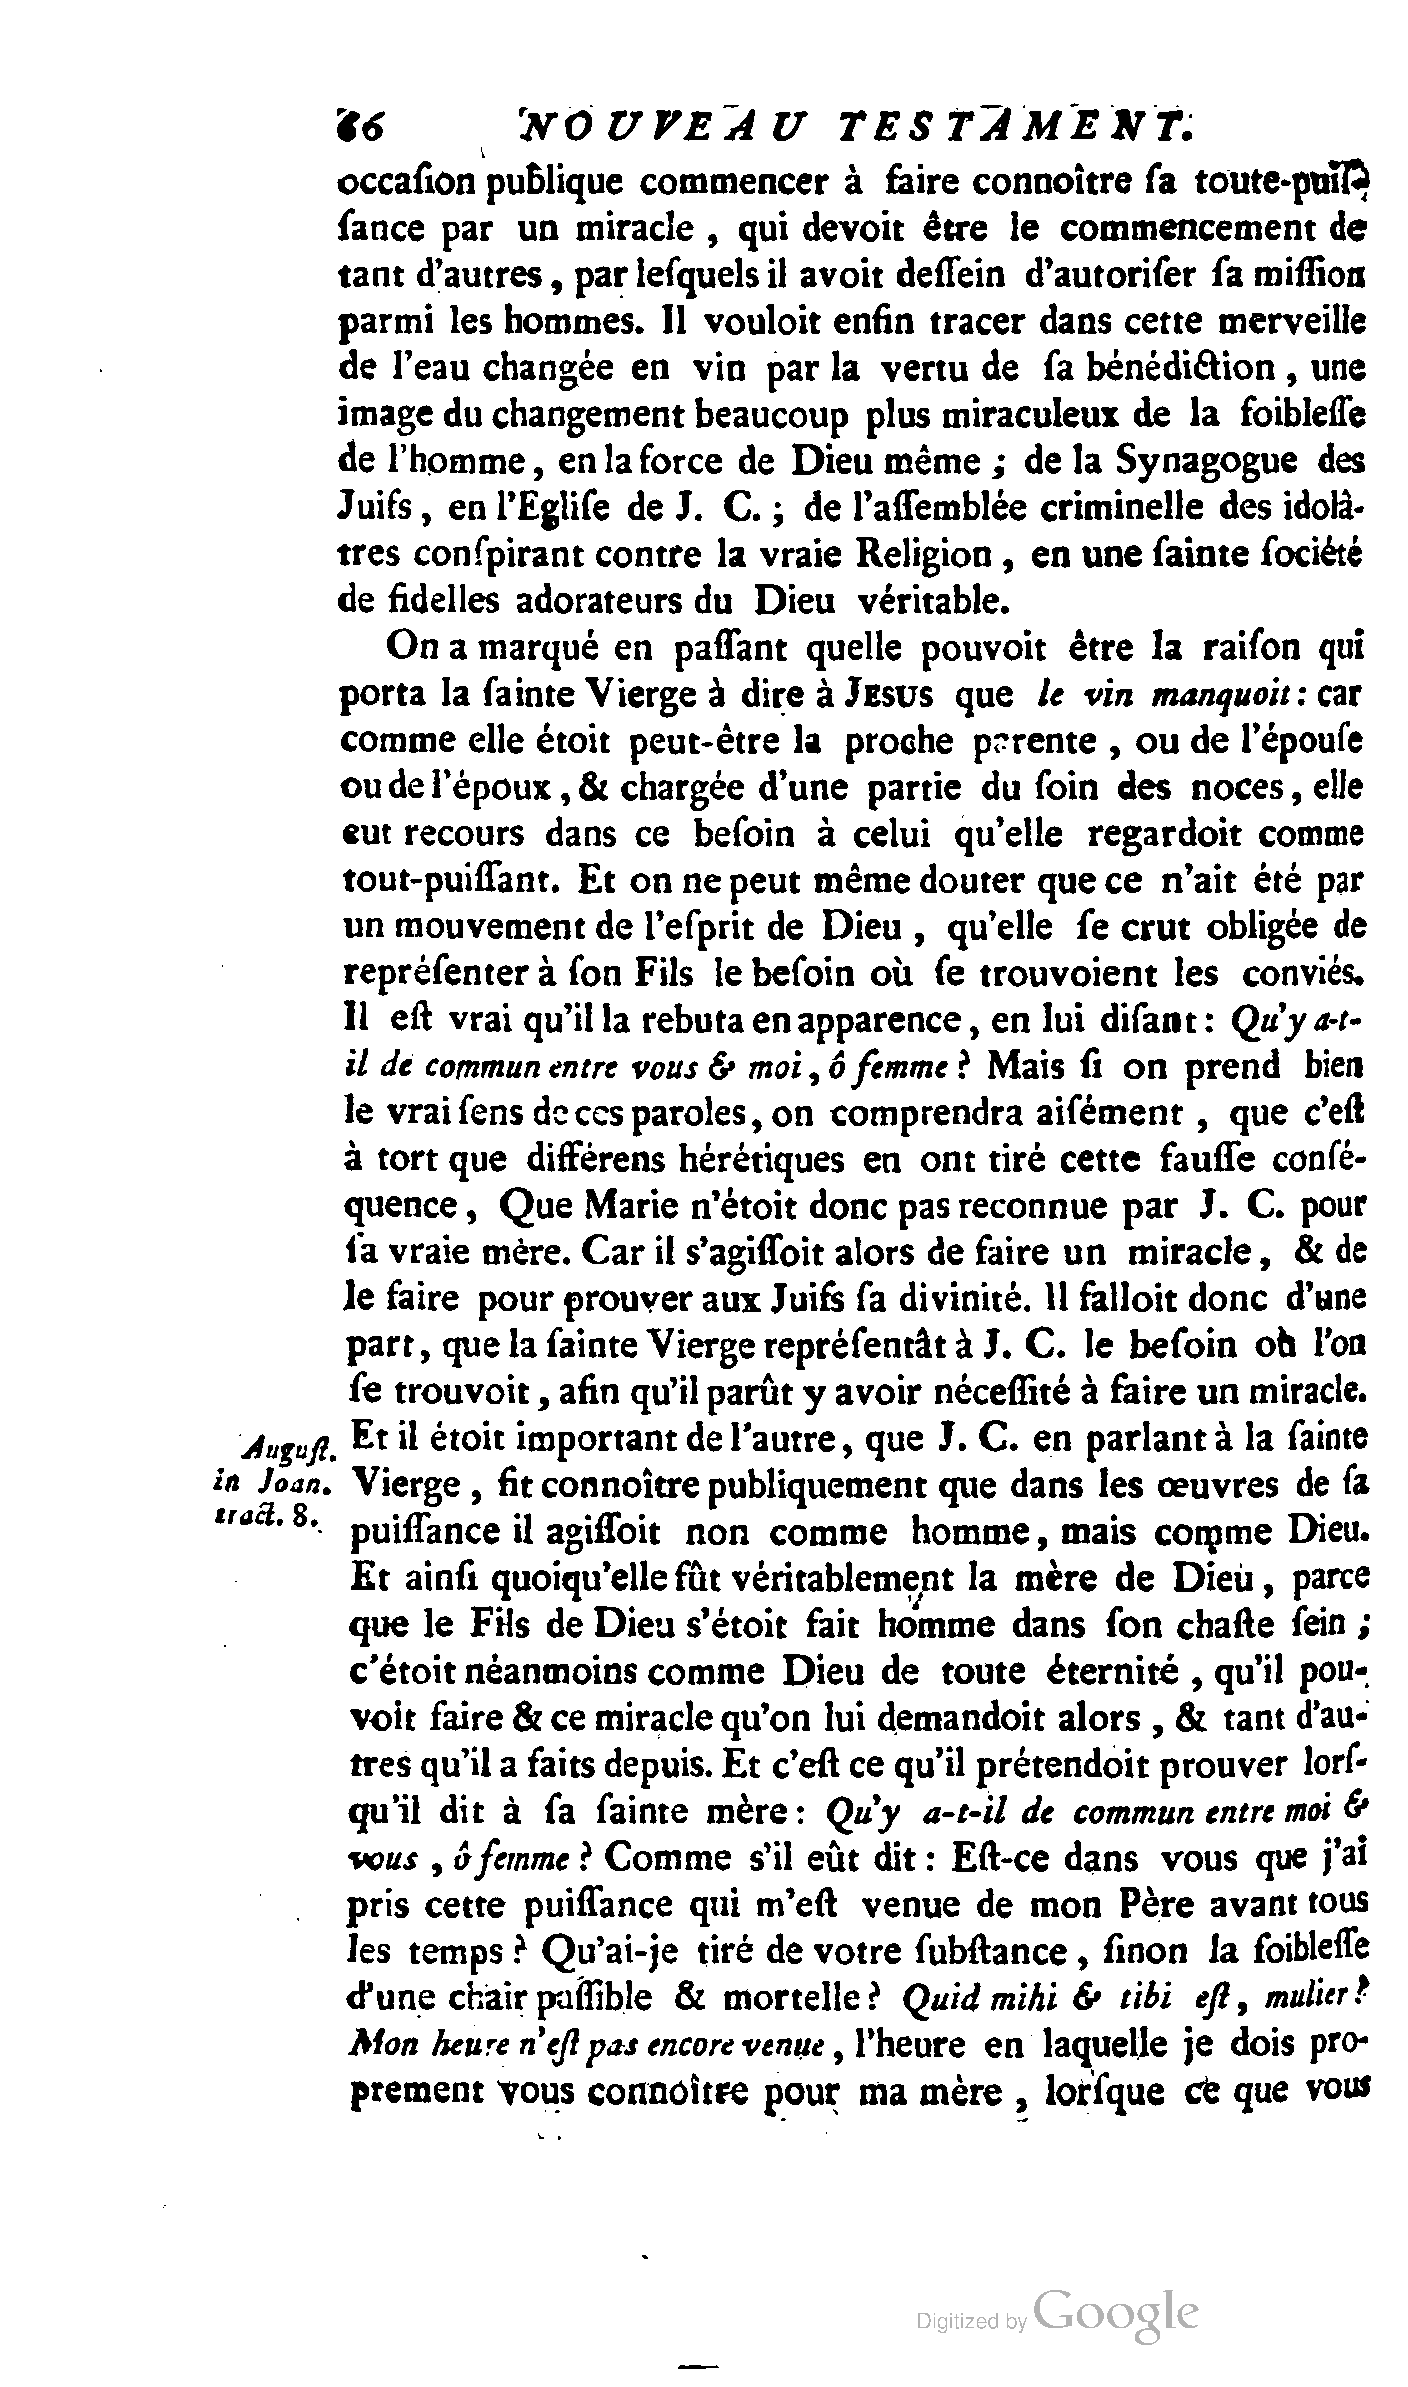 66 NOUVEAU TESTAMENT.
occaſion publique commencer à faire connoître ſa toute-puiſ-
ſance par un miracle, qui devoit être le commencement de
tant d'autres, par leſquels il avoit deſſein d'autoriſer ſa miſſion
parmi les hommes. Il vouloit enfin tracer dans cette merveille
de l'eau changée en vin par la vertu de ſa bénédiction, une
image du changement beaucoup plus miraculeux de la foibleſſe
de l'homme, en la force de Dieu même; de la Synagogue des
Juifs, en l'Egliſe de J. C.; de l'aſſemblée criminelle des idolâ-
tres conſpirant contre la vraie Religion, en une ſainte ſociété
de fidelles adorateurs du Dieu véritable.
On a marqué en paſſant quelle pouvoit être la raiſon qui
porta la ſainte Vierge à dire à JESUS que le vin manquoit: car
comme elle étoit peut-être la proche parente, ou de l'épouſe
ou de l'époux, & chargée d'une partie du ſoin des noces, elle
eut recours dans ce beſoin à celui qu'elle regardoit comme
tout-puiſſant. Et on ne peut même douter que ce n'ait été par
un mouvement de l'eſprit de Dieu, qu'elle ſe crut obligée de
repréſenter à ſon Fils le beſoin où ſe trouvoient les conviés.
Il eſt vrai qu'il la rebuta en apparence, en lui diſant: Qu'y a-t-
il de commun entre vous & moi, ô femme? Mais ſi on prend bien
le vrai ſens de ces paroles, on comprendra aiſément, que c'eſt
à tort que différens hérétiques en ont tiré cette fauſſe conſé-
quence, Que Marie n'étoit donc pas reconnue par J. C. pour
ſa vraie mère. Car il s'agiſſoit alors de faire un miracle, & de
le faire pour prouver aux Juifs ſa divinité. Il falloit donc d'une
part, que la ſainte Vierge repréſentât à J. C. le beſoin où l'on
ſe trouvoit, afin qu'il parût y avoir néceſſité à faire un miracle.
Et il étoit important de l'autre, que J. C. en parlant à la ſainte
Auguſt.
Vierge, fit connoître publiquement que dans les œuvres de ſa
in Joan.
puiſſance il agiſſoit non comme homme, mais comme Dieu.
tract. 8.
Et ainſi quoiqu'elle fût véritablement la mère de Dieu, parce
que le Fils de Dieu s'étoit fait homme dans ſon chaſte ſein;
c'étoit néanmoins comme Dieu de toute éternité, qu'il pou-
voit faire & ce miracle qu'on lui demandoit alors, & tant d'au-
tres qu'il a faits depuis. Et c'eſt ce qu'il prétendoit prouver lorſ-
qu'il dit à ſa ſainte mère: Qu'y a-t-il de commun entre moi &
vous, ô femme? Comme s'il eût dit: Eſt-ce dans vous que j'ai
pris cette puiſſance qui m'eſt venue de mon Père avant tous
les temps? Qu'ai-je tiré de votre ſubſtance, ſinon la foibleſſe
d'une chair paſſible & mortelle? Quid mihi & tibi eſt, mulier?
Mon heure n'eſt pas encore venue, l'heure en laquelle je dois pro-
prement vous connoître pour ma mère, lorſque ce que vous
Digitized by Google